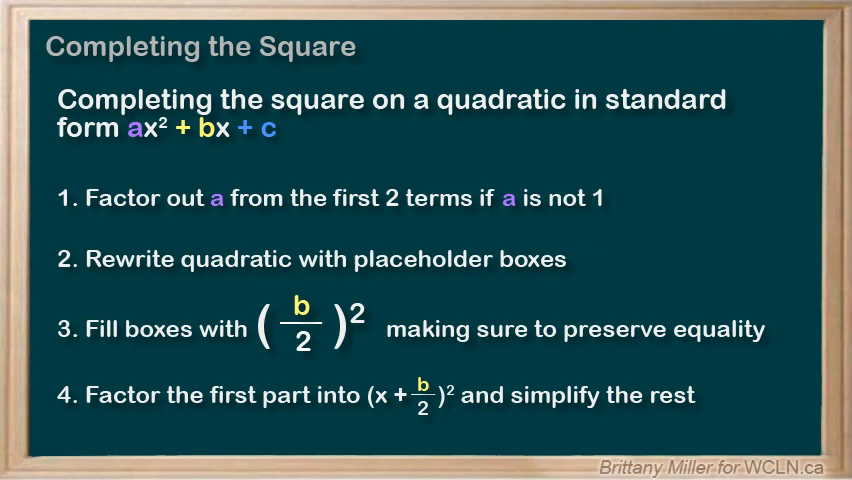 Completing the Square
Completing the square on a quadratic in standard
form ax² + bx + c
1. Factor out a from the first 2 terms if a is not 1
2. Rewrite quadratic with placeholder boxes
3. Fill boxes with (b/2)² making sure to preserve equality
4. Factor the first part into (x + b/2)² and simplify the rest
Brittany Miller for WCLN.ca